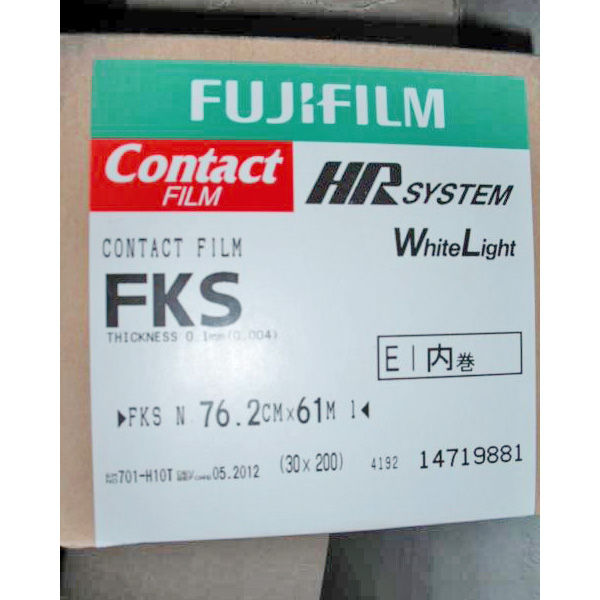 FUJIFILM
Contact
FILM
HR SYSTEM
WhiteLight
CONTACT FILM
FKS
THICKNESS 0.1mm(0.004)
E 内巻
▶FKS N 76.2CM×61M 1◀
701-H10T 05.2012 (30×200) 4192 14719881